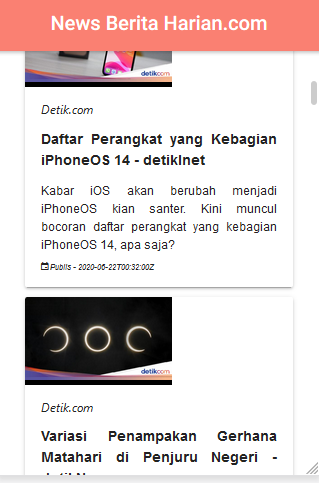 News Berita Harian.com
detikcom
Detik.com
Daftar Perangkat yang Kebagian
iPhoneOS 14 - detikInet
Kabar iOS akan berubah menjadi
iPhoneOS kian santer. Kini muncul
bocoran daftar perangkat yang kebagian
iPhoneOS 14, apa saja?
Publis - 2020-06-22T00:32:00Z
detikcom
Detik.com
Variasi Penampakan Gerhana
Matahari di Penjuru Negeri -